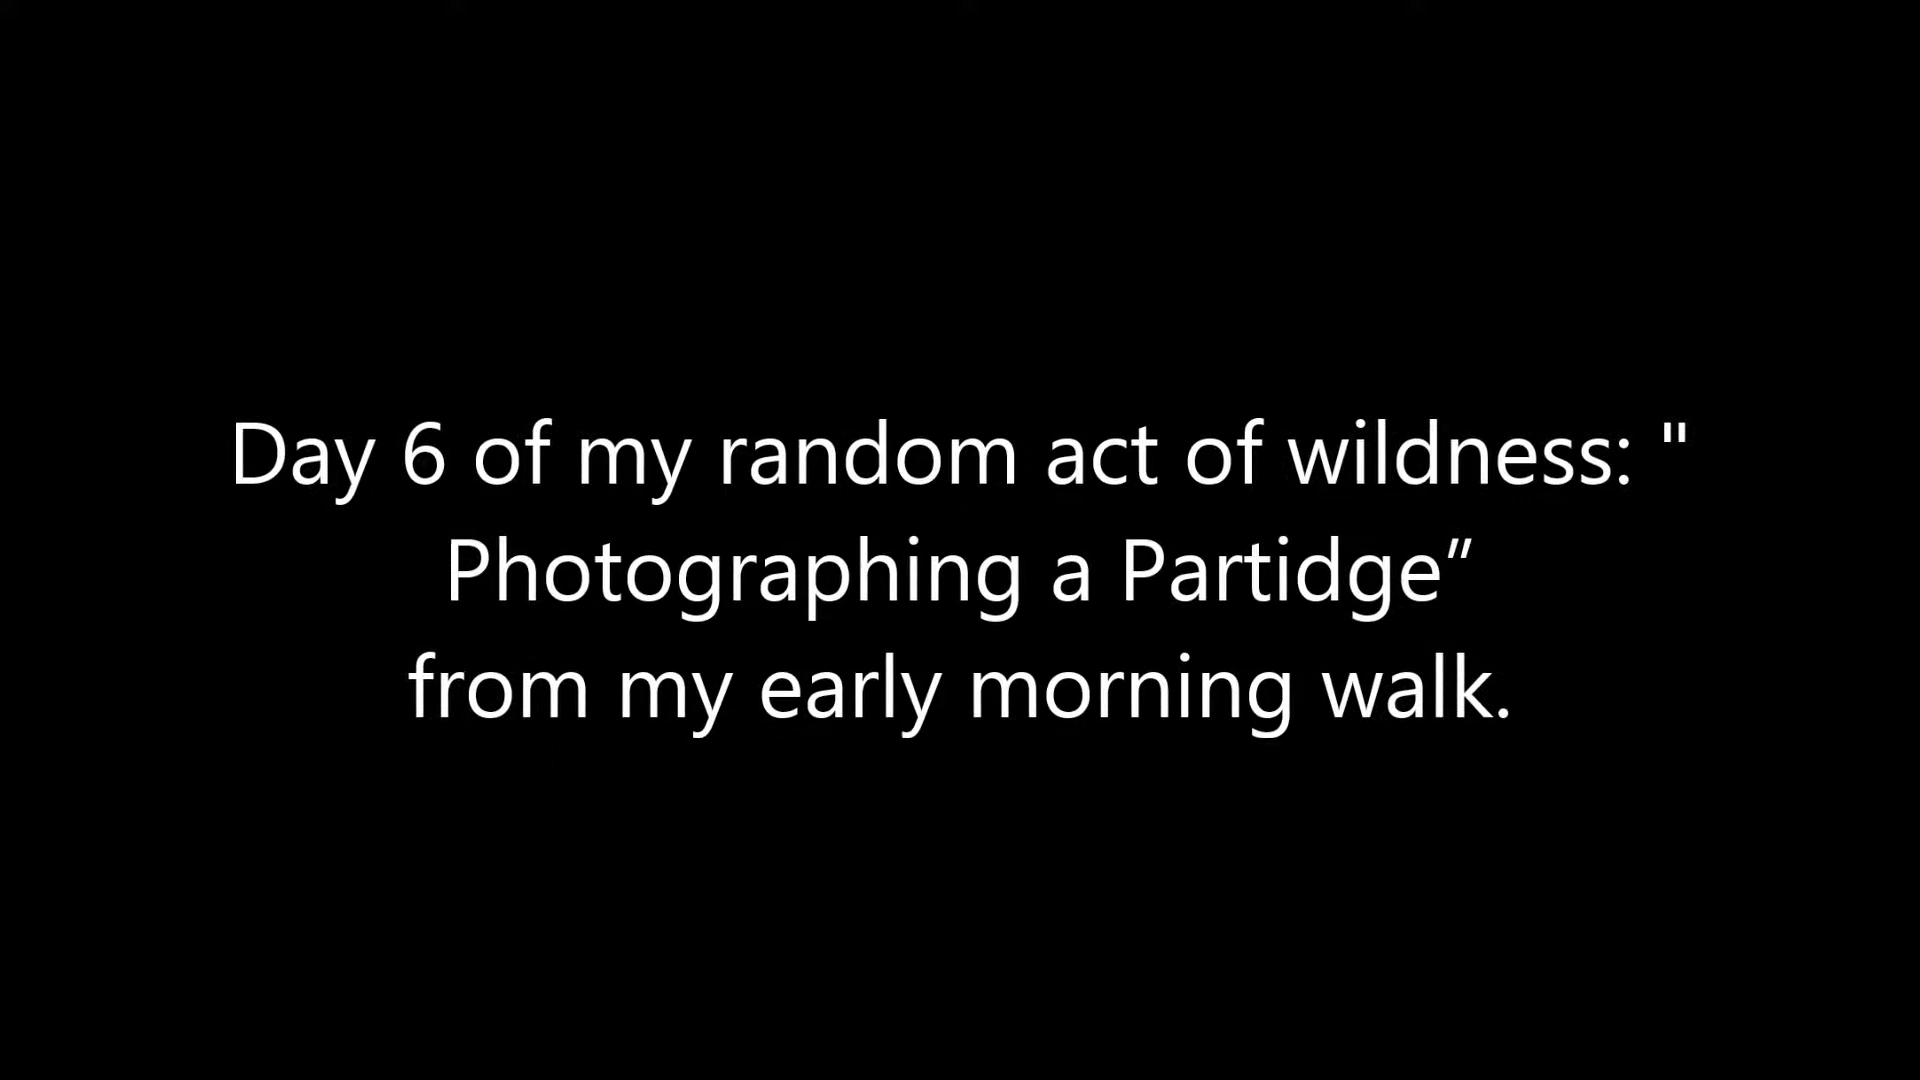 Day 6 of my random act of wildness: "
Photographing a Partidge”
from my early morning walk.